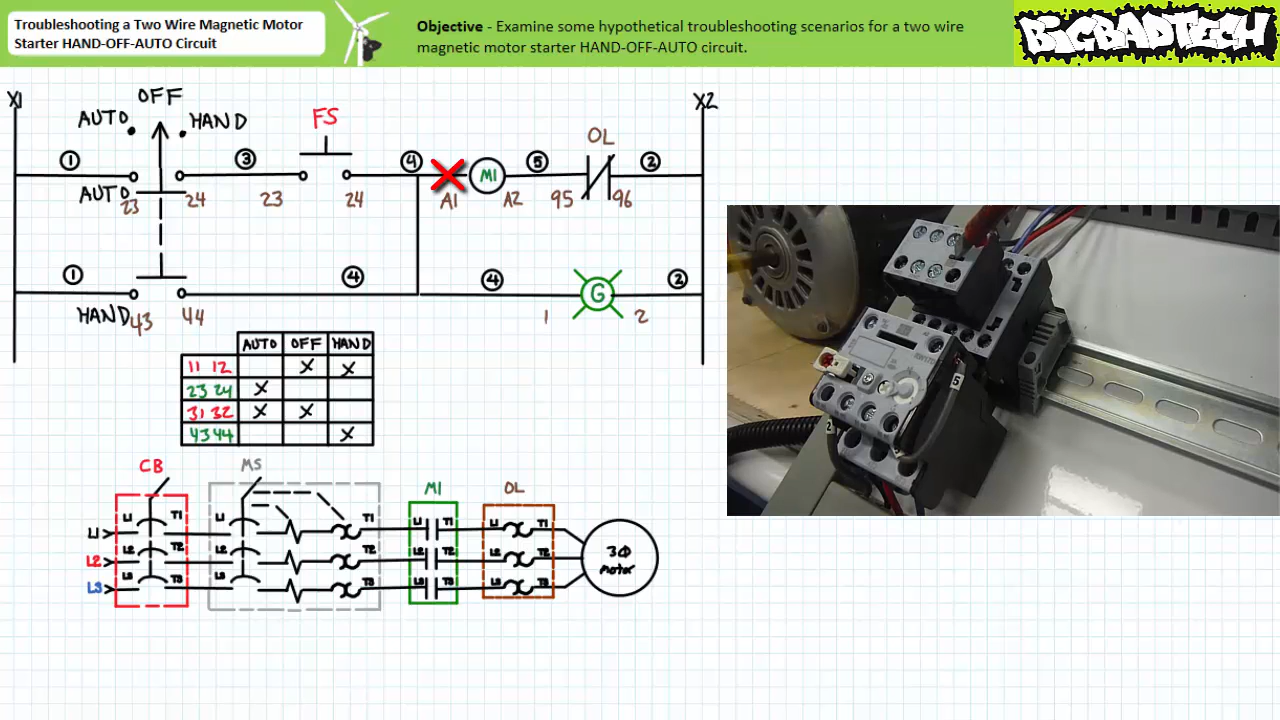 Troubleshooting a Two Wire Magnetic Motor
Starter HAND-OFF-AUTO Circuit
Objective - Examine some hypothetical troubleshooting scenarios for a two wire
magnetic motor starter HAND-OFF-AUTO circuit.
BIGBADTECH
X1 OFF X2
AUTO HAND FS OL
1 3 4 M1 5 2
AUTO 23 24 23 24 A1 A2 95 96
1 4 4 G 2
HAND 43 44 1 2
AUTO OFF HAND
11 12 X X
23 24 X
31 32 X X
43 44 X
CB MS M1 OL
L1 L1 T1 L1 T1 L1 T1 L1 T1
L2 L2 T2 L2 T2 L2 T2 L2 T2
L3 L3 T3 L3 T3 L3 T3 L3 T3
3Φ
motor
5
2